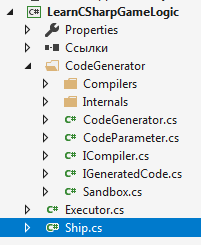 C# LearnCSharpGameLogic
Properties
Ссылки
CodeGenerator
Compilers
Internals
C# CodeGenerator.cs
C# CodeParameter.cs
C# ICompiler.cs
C# IGeneratedCode.cs
C# Sandbox.cs
C# Executor.cs
C# Ship.cs